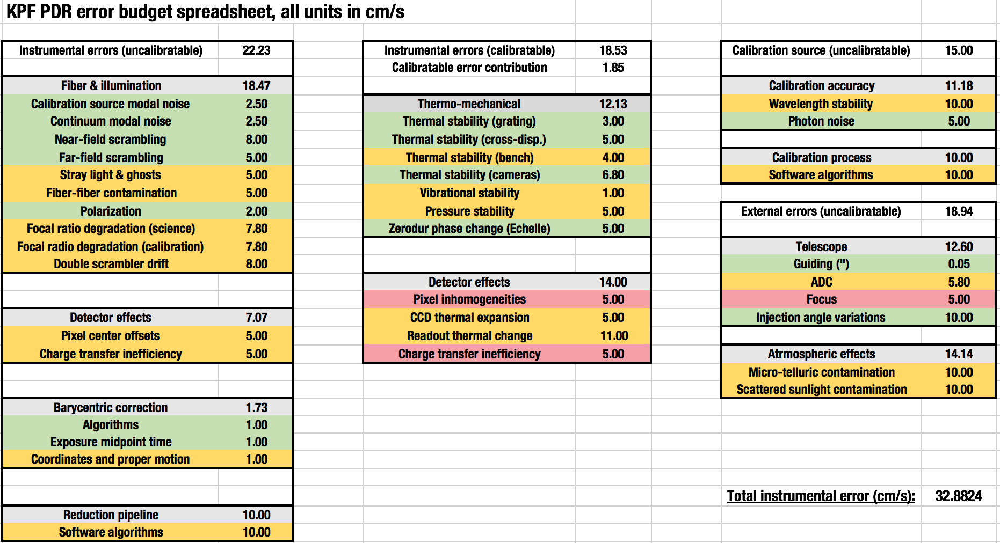 KPF PDR error budget spreadsheet, all units in cm/s
Instrumental errors (uncalibratable) 22.23
Fiber & illumination 18.47
Calibration source modal noise 2.50
Continuum modal noise 2.50
Near-field scrambling 8.00
Far-field scrambling 5.00
Stray light & ghosts 5.00
Fiber-fiber contamination 5.00
Polarization 2.00
Focal ratio degradation (science) 7.80
Focal radio degradation (calibration) 7.80
Double scrambler drift 8.00
Detector effects 7.07
Pixel center offsets 5.00
Charge transfer inefficiency 5.00
Barycentric correction 1.73
Algorithms 1.00
Exposure midpoint time 1.00
Coordinates and proper motion 1.00
Reduction pipeline 10.00
Software algorithms 10.00
Instrumental errors (calibratable) 18.53
Calibratable error contribution 1.85
Thermo-mechanical 12.13
Thermal stability (grating) 3.00
Thermal stability (cross-disp.) 5.00
Thermal stability (bench) 4.00
Thermal stability (cameras) 6.80
Vibrational stability 1.00
Pressure stability 5.00
Zerodur phase change (Echelle) 5.00
Detector effects 14.00
Pixel inhomogeneities 5.00
CCD thermal expansion 5.00
Readout thermal change 11.00
Charge transfer inefficiency 5.00
Calibration source (uncalibratable) 15.00
Calibration accuracy 11.18
Wavelength stability 10.00
Photon noise 5.00
Calibration process 10.00
Software algorithms 10.00
External errors (uncalibratable) 18.94
Telescope 12.60
Guiding (") 0.05
ADC 5.80
Focus 5.00
Injection angle variations 10.00
Atrmospheric effects 14.14
Micro-telluric contamination 10.00
Scattered sunlight contamination 10.00
Total instrumental error (cm/s): 32.8824